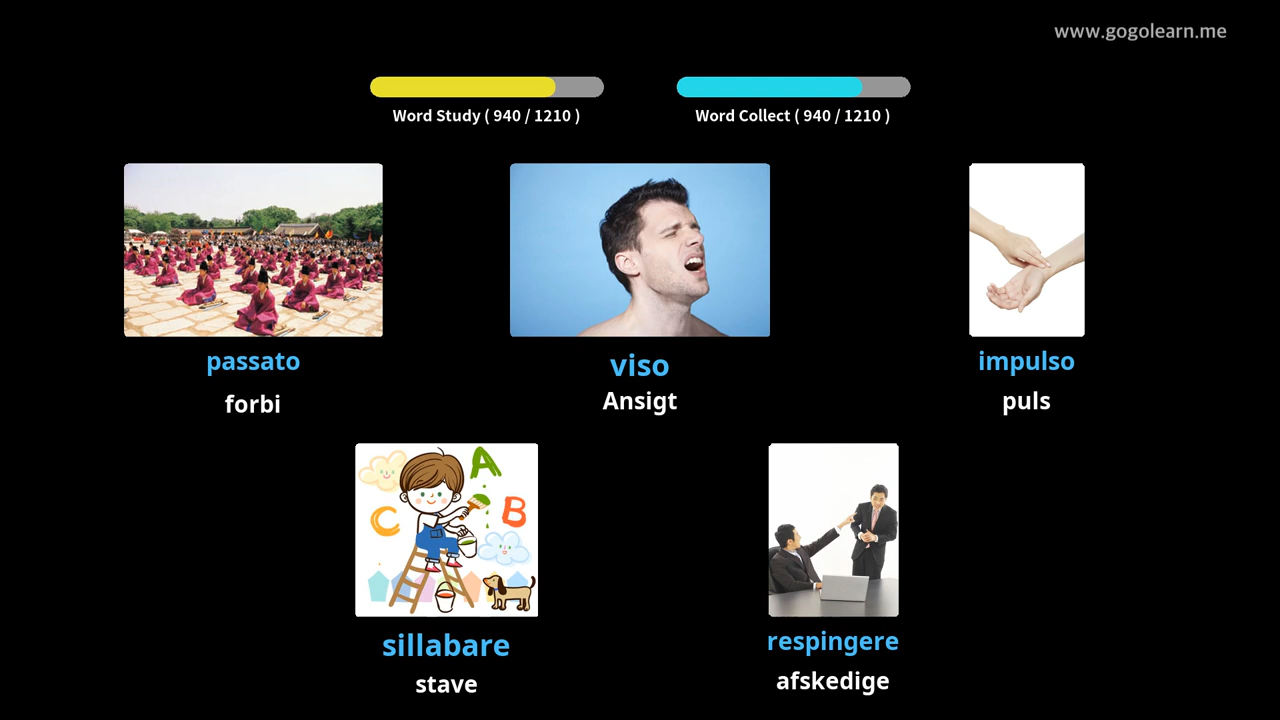 www.gogolearn.me
Word Study ( 940 / 1210 )
Word Collect ( 940 / 1210 )
passato
forbi
viso
Ansigt
impulso
puls
A
B
C
sillabare
stave
respingere
afskedige